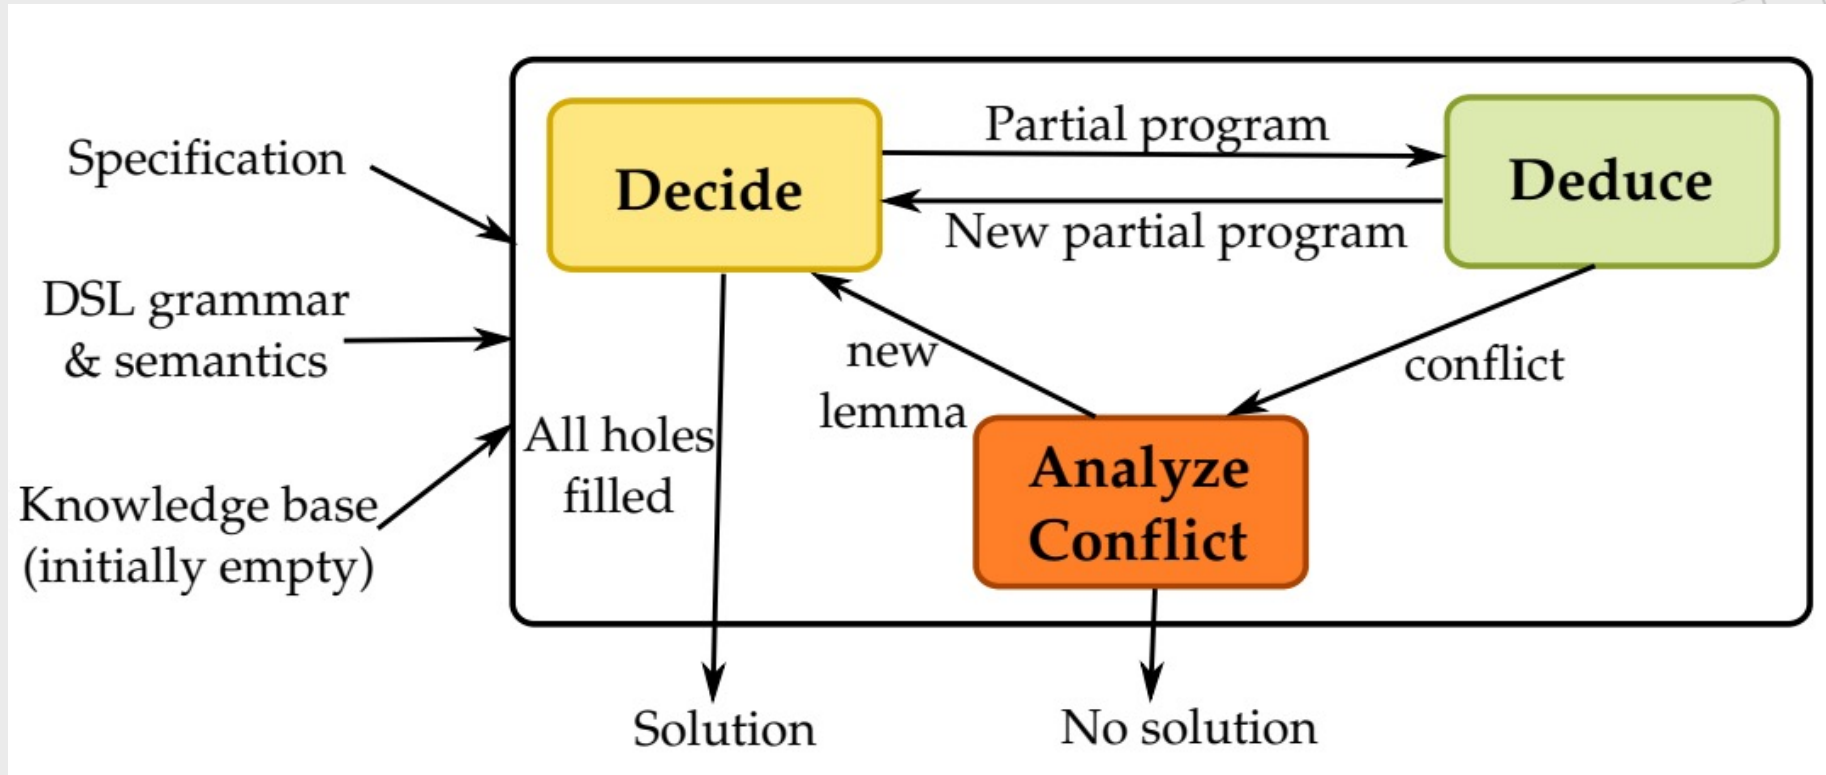 Specification
DSL grammar
& semantics
Knowledge base
(initially empty)
Decide
Partial program
New partial program
Deduce
new
lemma
conflict
All holes
filled
Analyze
Conflict
Solution
No solution